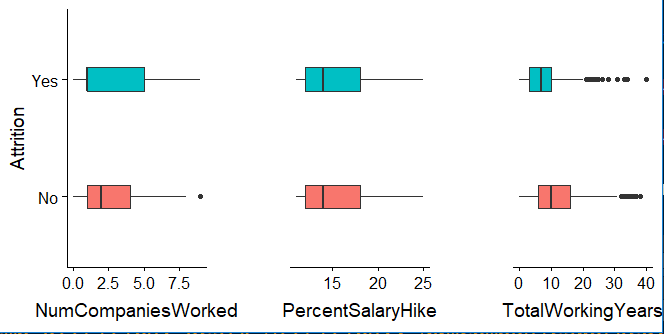 Attrition
Yes
No
0.0 2.5 5.0 7.5
15 20 25
0 10 20 30 40
NumCompaniesWorked
PercentSalaryHike
TotalWorkingYears